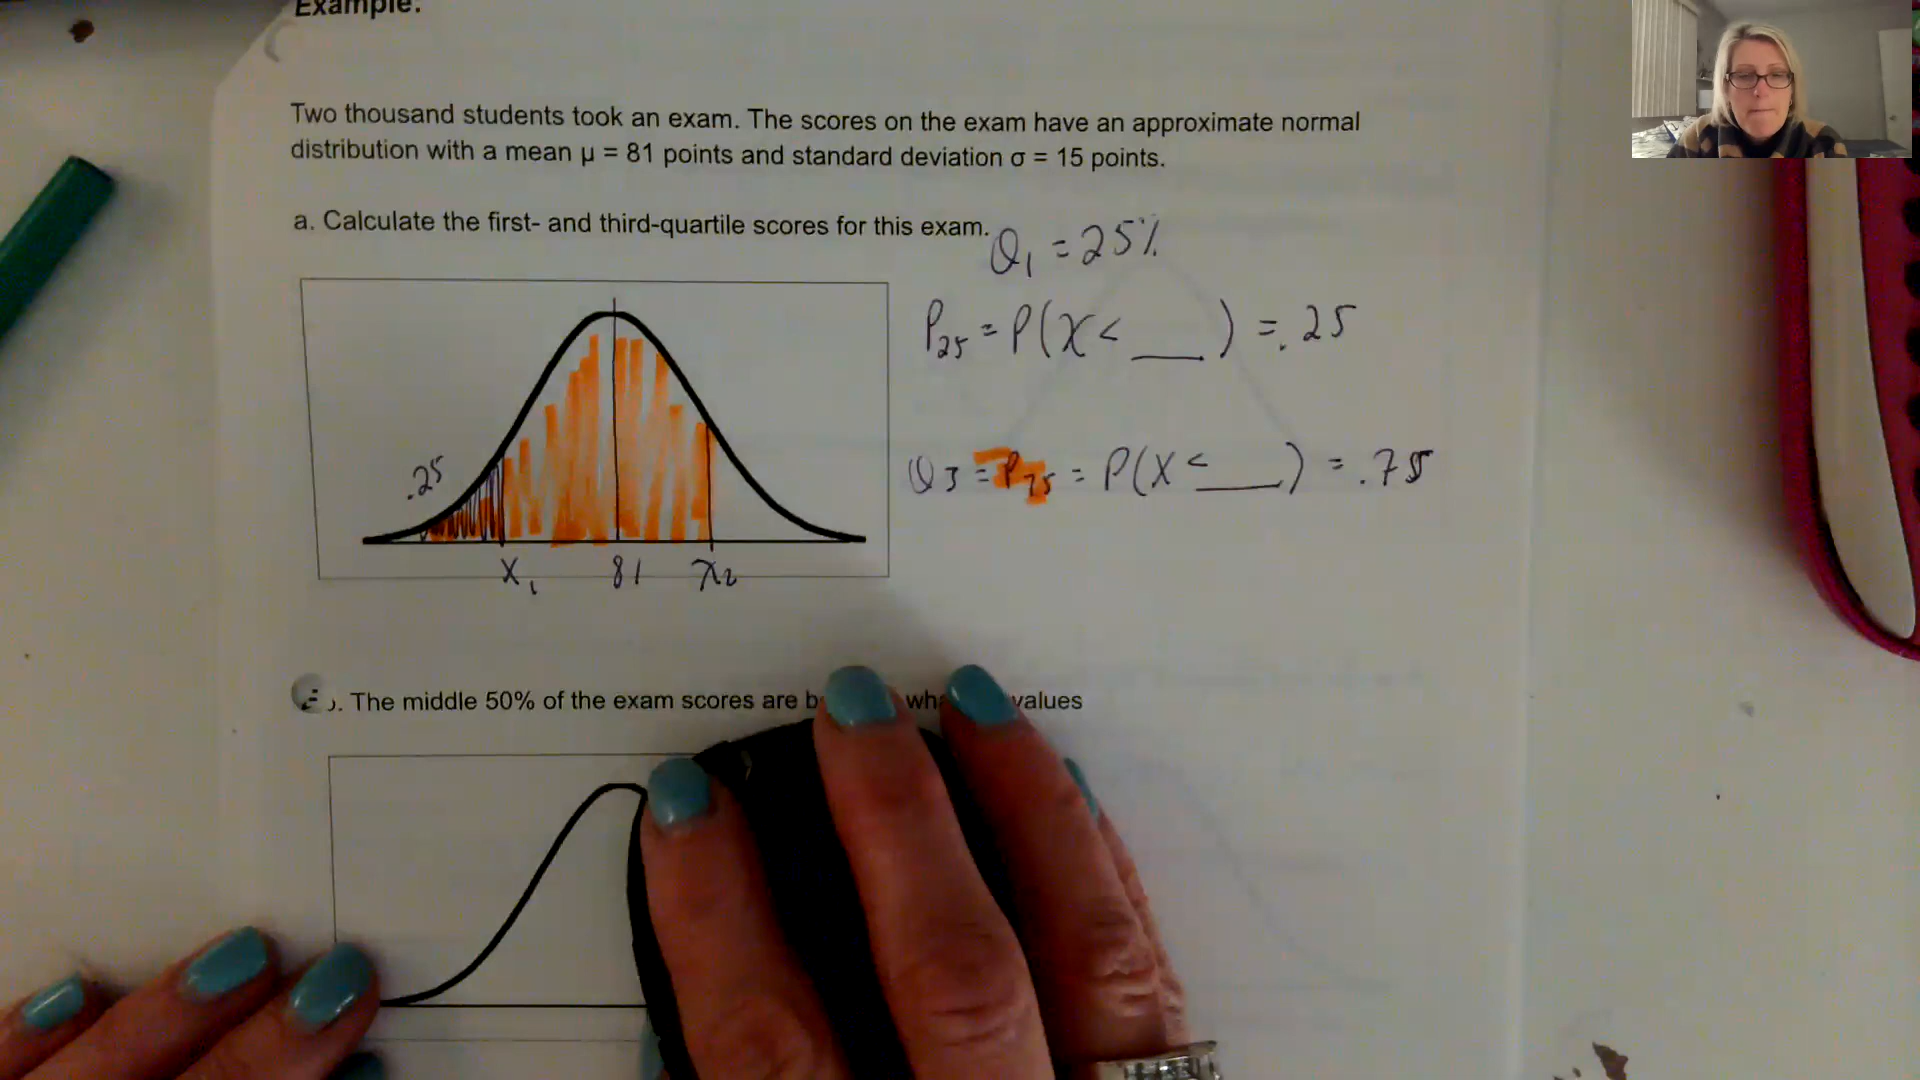 Example:
Two thousand students took an exam. The scores on the exam have an approximate normal
distribution with a mean μ = 81 points and standard deviation σ = 15 points.
a. Calculate the first- and third-quartile scores for this exam.
Q1 = 25%
P25 = P(X < ___) = .25
Q3 = P75 = P(X < ___) = .75
.25
x1 81 x2
. The middle 50% of the exam scores are values